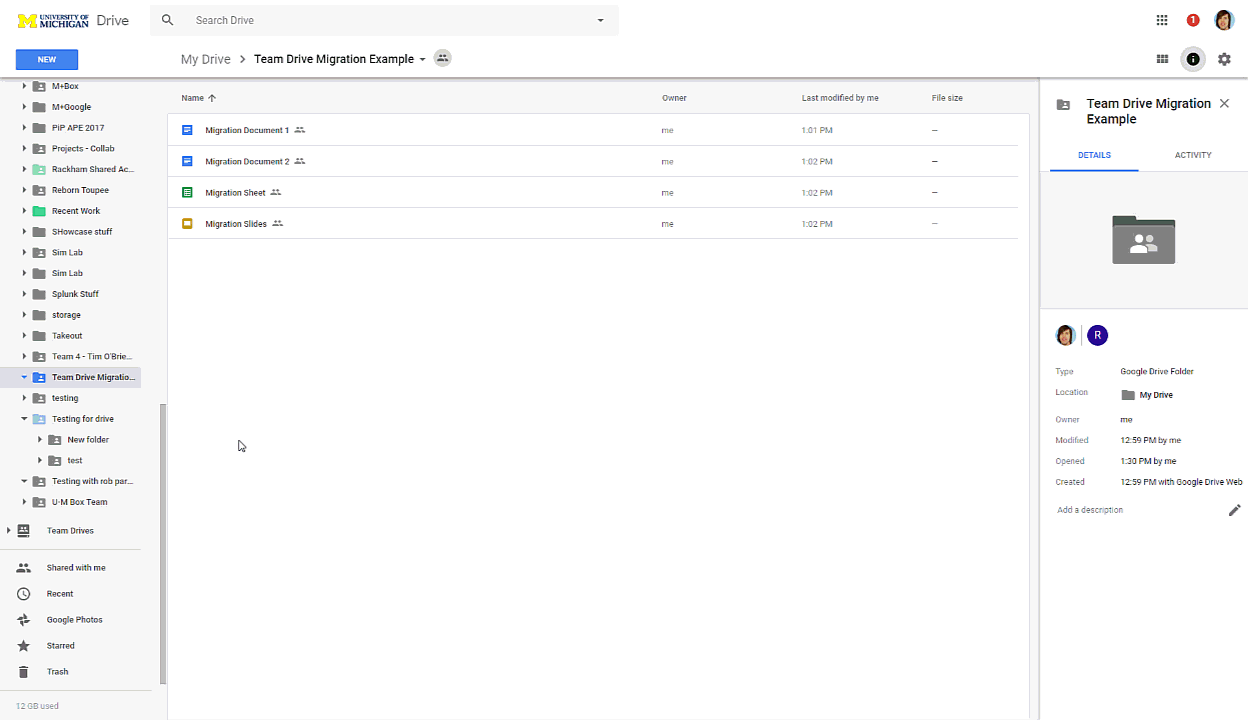 UNIVERSITY OF
MICHIGAN
Drive
Search Drive
1
NEW
My Drive > Team Drive Migration Example
M+Box
M+Google
PiP APE 2017
Projects - Collab
Rackham Shared Ac...
Reborn Toupee
Recent Work
SHowcase stuff
Sim Lab
Sim Lab
Splunk Stuff
storage
Takeout
Team 4 - Tim O'Brie...
Team Drive Migratio...
testing
Testing for drive
New folder
test
Testing with rob par...
U-M Box Team
Team Drives
Shared with me
Recent
Google Photos
Starred
Trash
12 GB used
Name Owner Last modified by me File size
Migration Document 1 me 1:01 PM –
Migration Document 2 me 1:02 PM –
Migration Sheet me 1:02 PM –
Migration Slides me 1:02 PM –
Team Drive Migration
Example
DETAILS ACTIVITY
R
Type Google Drive Folder
Location My Drive
Owner me
Modified 12:59 PM by me
Opened 1:30 PM by me
Created 12:59 PM with Google Drive Web
Add a description